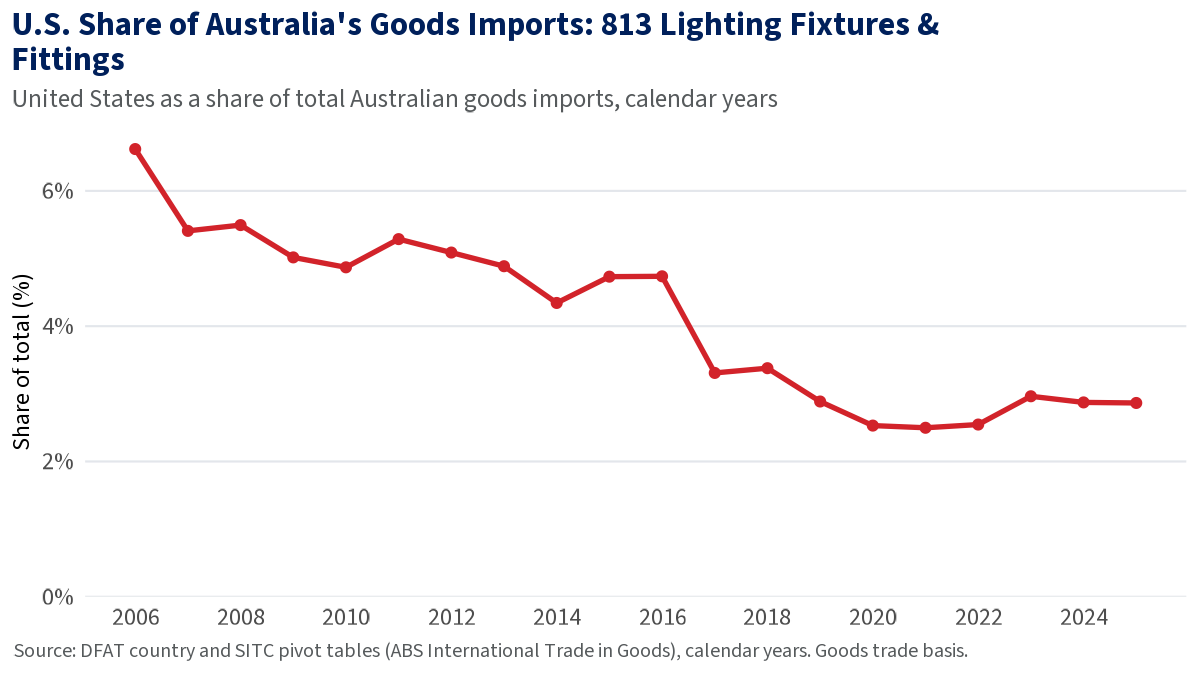 U.S. Share of Australia's Goods Imports: 813 Lighting Fixtures &
Fittings
United States as a share of total Australian goods imports, calendar years
Share of total (%)
6%
4%
2%
0%
2006 2008 2010 2012 2014 2016 2018 2020 2022 2024
Source: DFAT country and SITC pivot tables (ABS International Trade in Goods), calendar years. Goods trade basis.